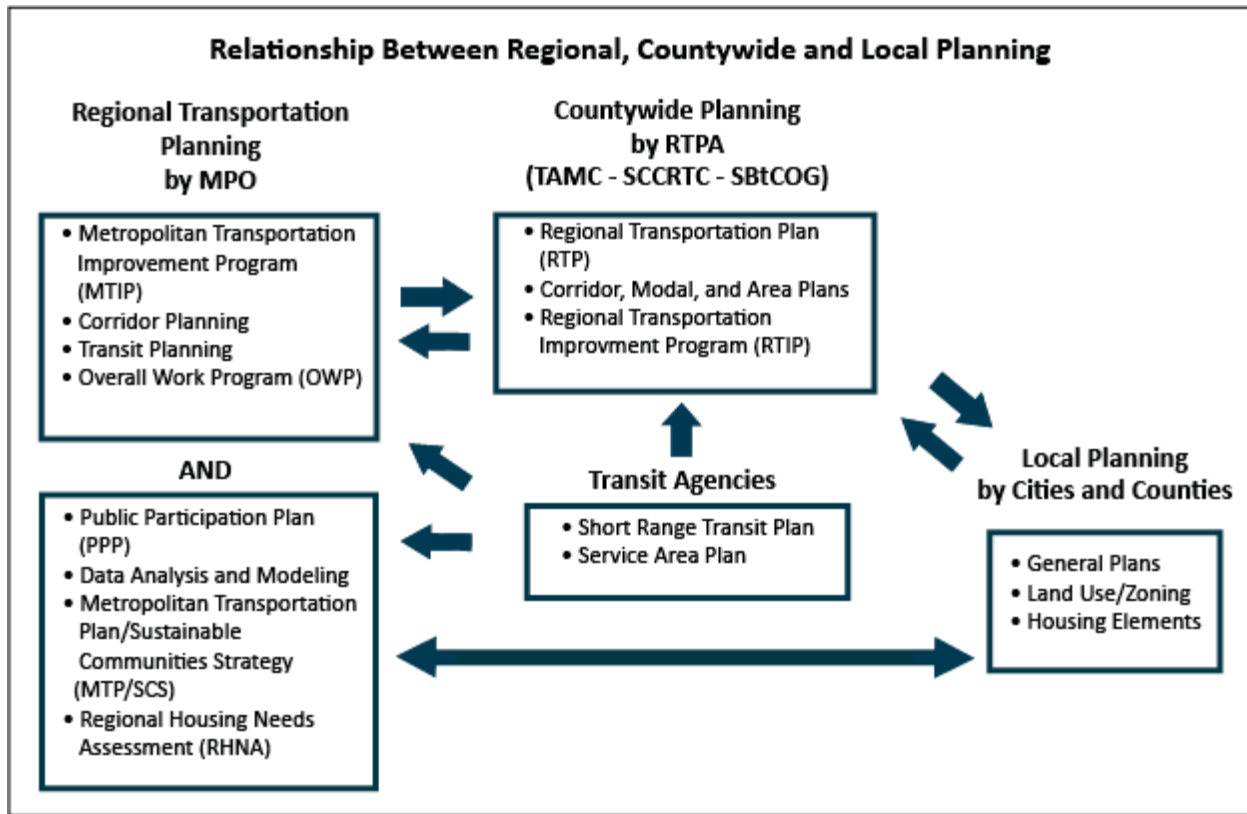 Relationship Between Regional, Countywide and Local Planning
Regional Transportation
Planning
by MPO
• Metropolitan Transportation
Improvement Program
(MTIP)
• Corridor Planning
• Transit Planning
• Overall Work Program (OWP)
AND
• Public Participation Plan
(PPP)
• Data Analysis and Modeling
• Metropolitan Transportation
Plan/Sustainable
Communities Strategy
(MTP/SCS)
• Regional Housing Needs
Assessment (RHNA)
Countywide Planning
by RTPA
(TAMC - SCCRTC - SBtCOG)
• Regional Transportation Plan
(RTP)
• Corridor, Modal, and Area Plans
• Regional Transportation
Improvment Program (RTIP)
Transit Agencies
• Short Range Transit Plan
• Service Area Plan
Local Planning
by Cities and Counties
• General Plans
• Land Use/Zoning
• Housing Elements